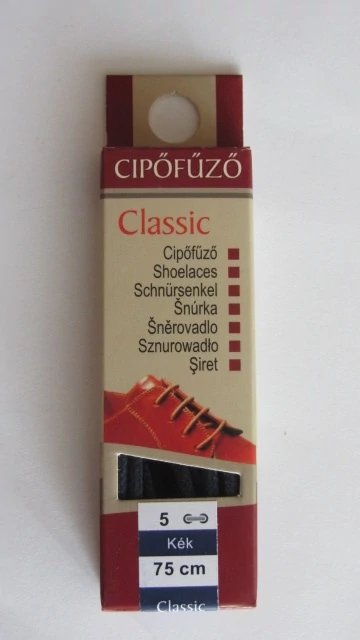 CIPŐFŰZŐ
Classic
Cipőfűző
Shoelaces
Schnürsenkel
Šnúrka
Šněrovadlo
Sznurowadło
Şiret
5
Kék
75 cm
Classic